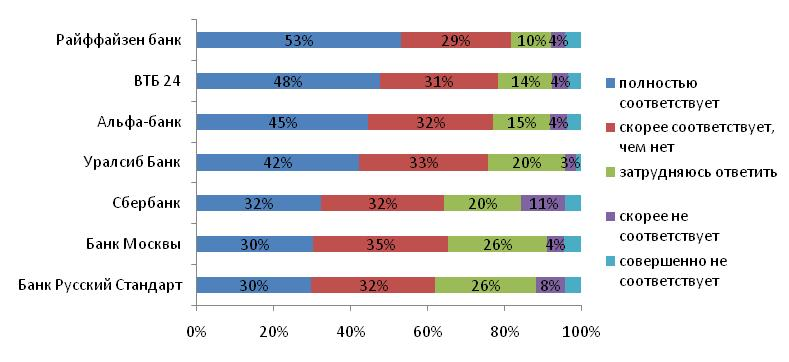 Райффайзен банк
53%
29%
10%
4%
ВТБ 24
48%
31%
14%
4%
Альфа-банк
45%
32%
15%
4%
Уралсиб Банк
42%
33%
20%
3%
Сбербанк
32%
32%
20%
11%
Банк Москвы
30%
35%
26%
4%
Банк Русский Стандарт
30%
32%
26%
8%
0%
20%
40%
60%
80%
100%
полностью
соответствует
скорее соответствует,
чем нет
затрудняюсь ответить
скорее не
соответствует
совершенно не
соответствует